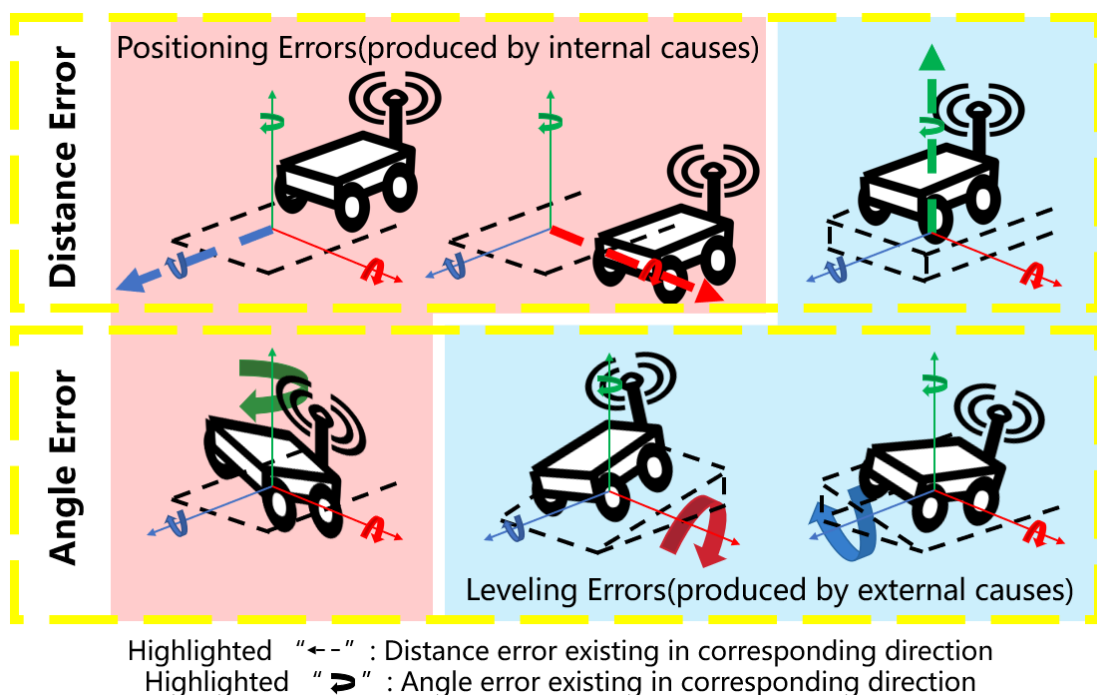 Distance Error
Positioning Errors(produced by internal causes)
Angle Error
Leveling Errors(produced by external causes)
Highlighted “←--” : Distance error existing in corresponding direction
Highlighted “⮌” : Angle error existing in corresponding direction